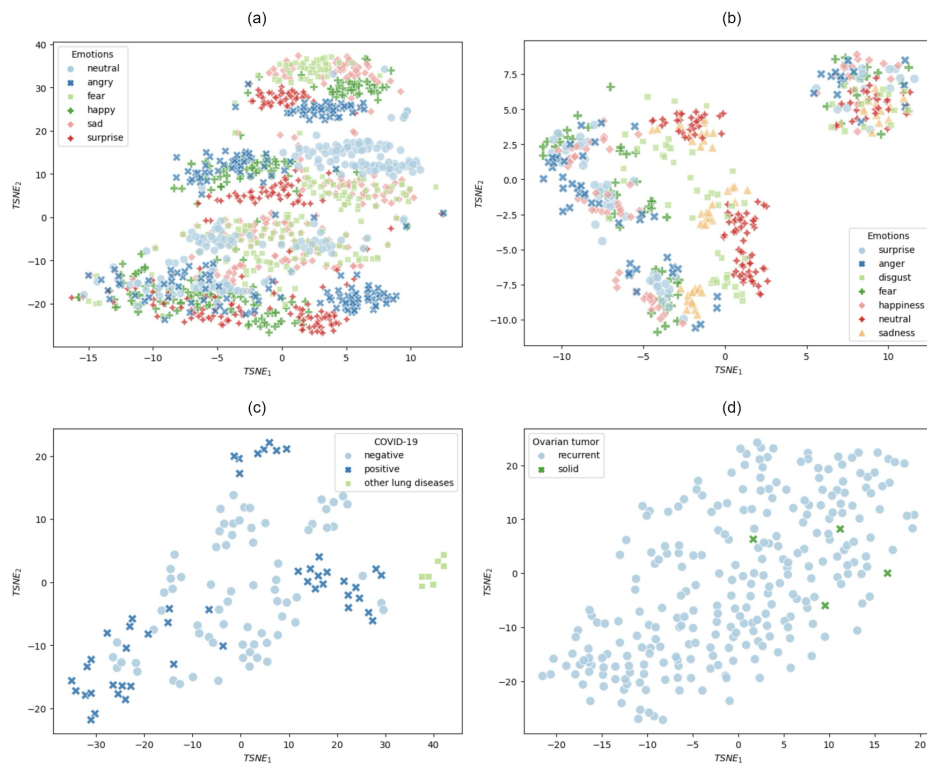 (a)
Emotions
neutral
angry
fear
happy
sad
surprise
40
30
20
10
0
−10
−20
TSNE2
−15
−10
−5
0
5
10
TSNE1
(b)
7.5
5.0
2.5
0.0
−2.5
−5.0
−7.5
−10.0
TSNE2
Emotions
surprise
anger
disgust
fear
happiness
neutral
sadness
−10
−5
0
5
10
TSNE1
(c)
COVID-19
negative
positive
other lung diseases
20
10
0
−10
−20
TSNE2
−30
−20
−10
0
10
20
30
40
TSNE1
(d)
Ovarian tumor
recurrent
solid
20
10
0
−10
−20
TSNE2
−20
−15
−10
−5
0
5
10
15
20
TSNE1